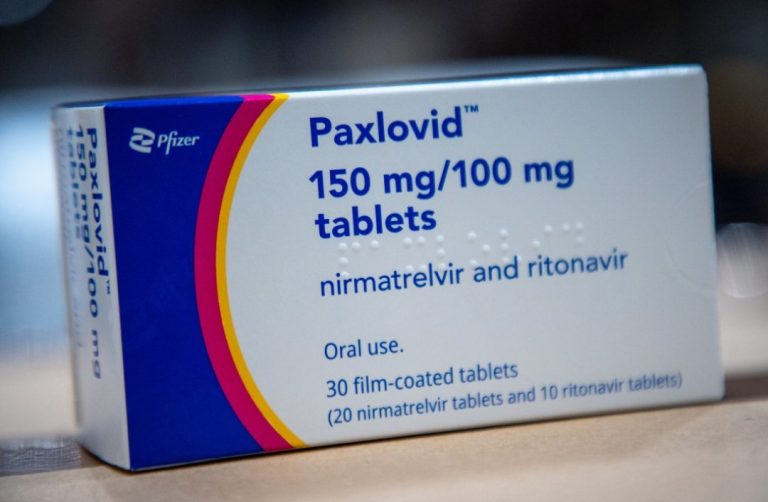 Pfizer
Paxlovid™
150 mg/100 mg
tablets
nirmatrelvir and ritonavir
Oral use.
30 film-coated tablets
(20 nirmatrelvir tablets and 10 ritonavir tablets)
Paxlovid™
150 mg/100 mg
tablets